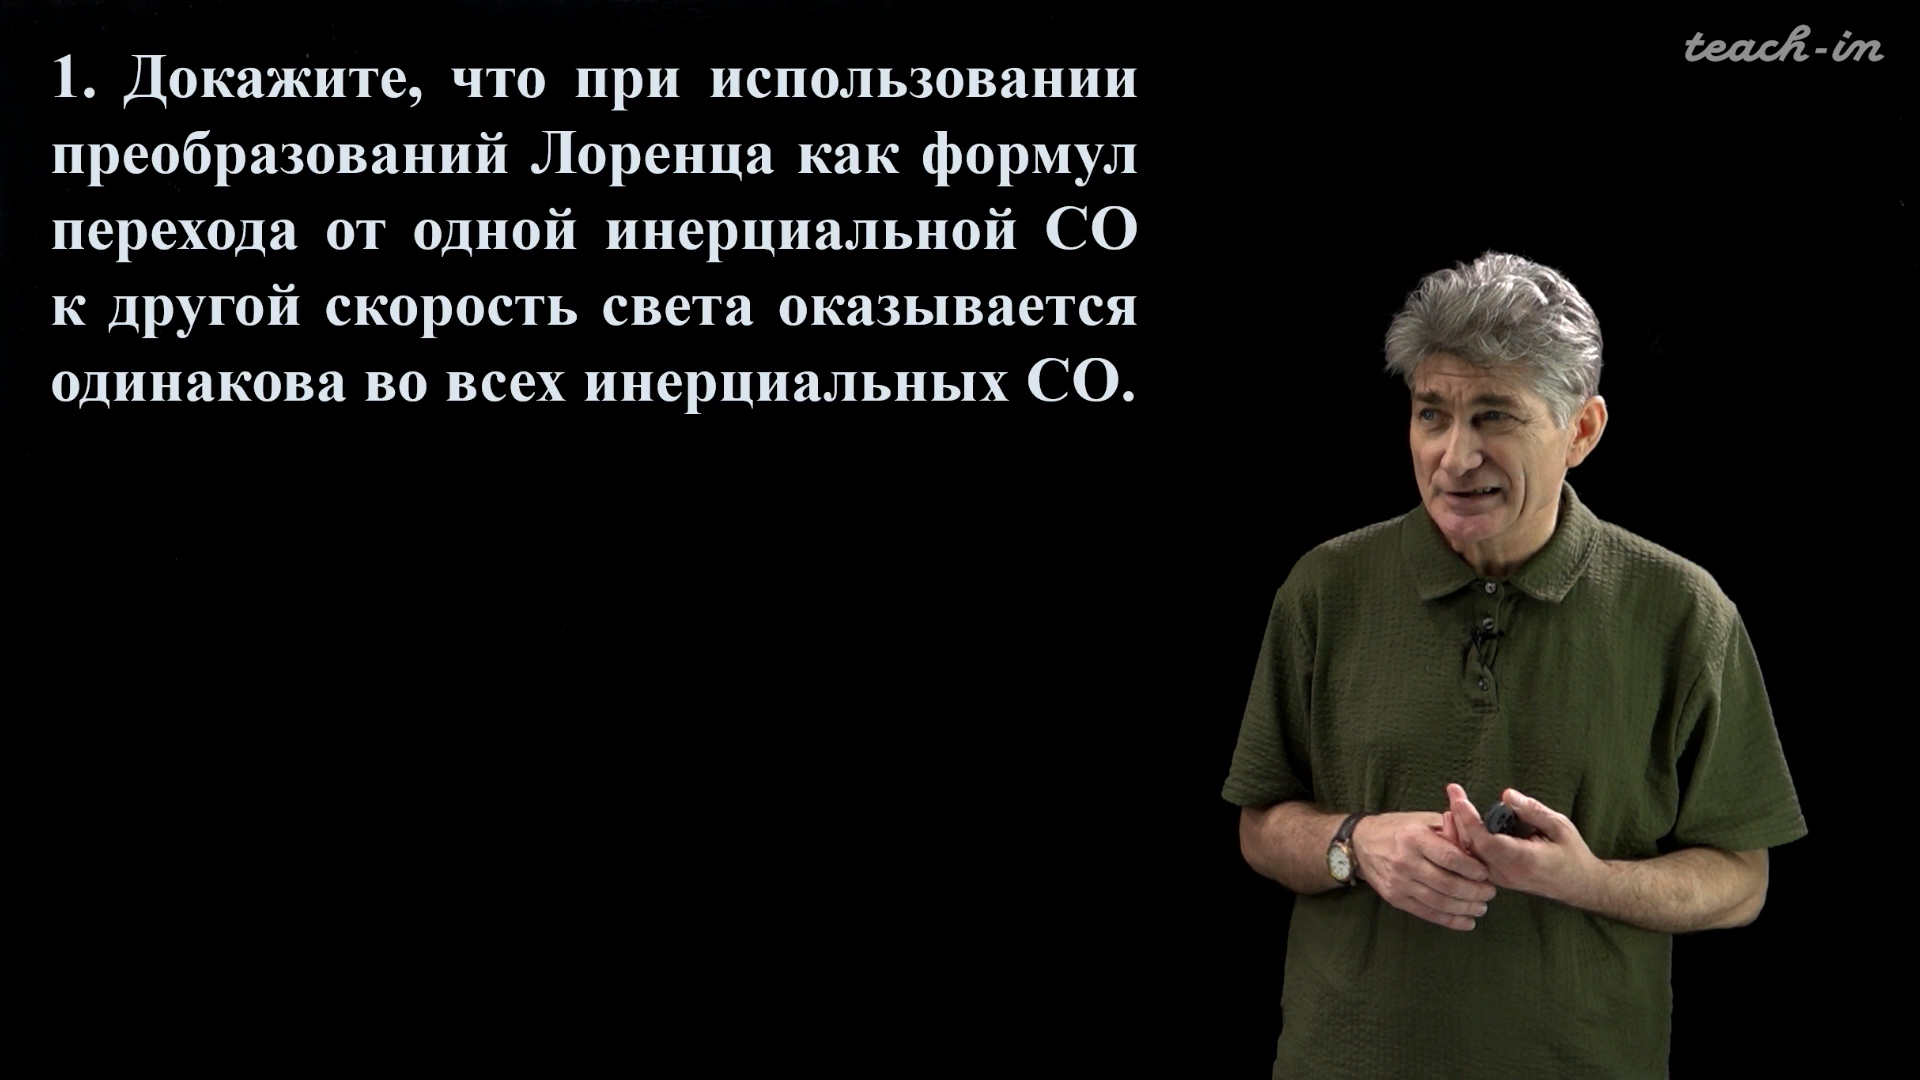 teach-in
1. Докажите, что при использовании
преобразований Лоренца как формул
перехода от одной инерциальной СО
к другой скорость света оказывается
одинакова во всех инерциальных СО.